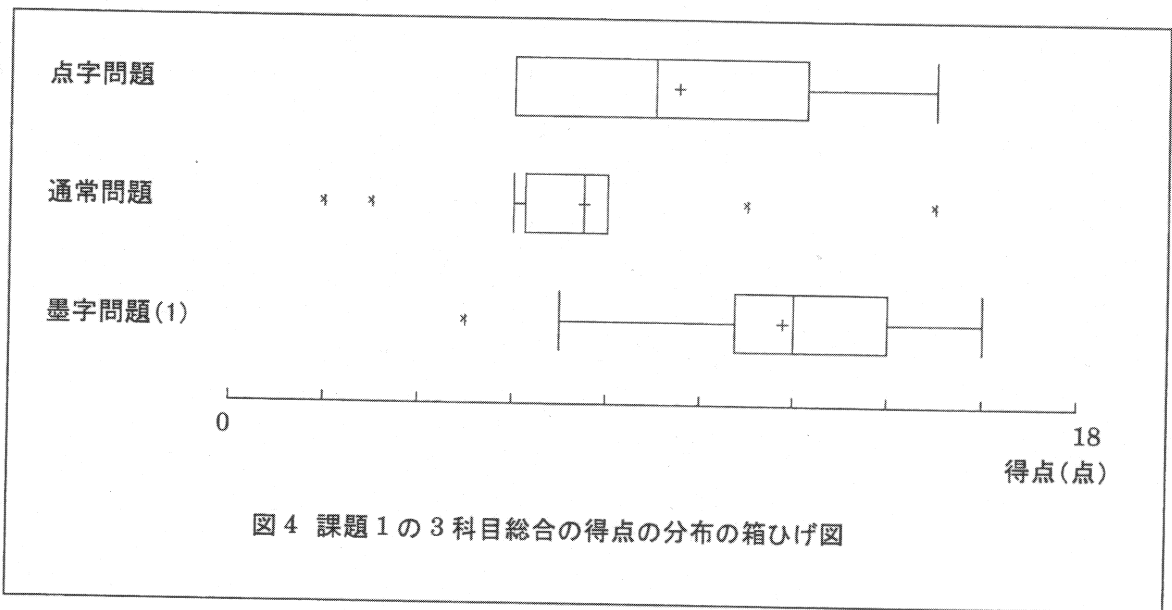 点字問題
通常問題
墨字問題(1)
0 18
得点(点)
図4 課題1の3科目総合の得点の分布の箱ひげ図